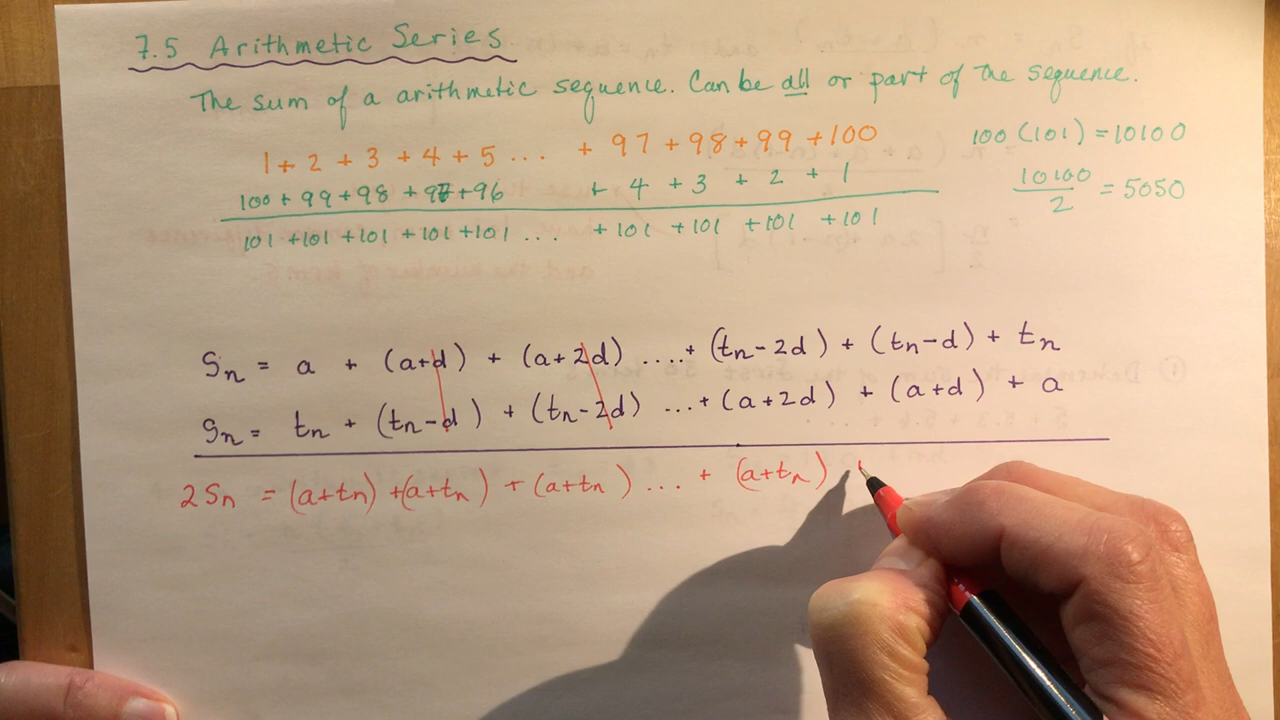 7.5 Arithmetic Series
The sum of a arithmetic sequence. Can be all or part of the sequence.
1 + 2 + 3 + 4 + 5 ... + 97 + 98 + 99 + 100
100 + 99 + 98 + 97 + 96 + 4 + 3 + 2 + 1
101 + 101 + 101 + 101 + 101 ... + 101 + 101 + 101 + 101
100 (101) = 10100
10100/2 = 5050
Sn = a + (a+d) + (a+2d) ....+ (tn-2d) + (tn-d) + tn
Sn = tn + (tn-d) + (tn-2d) ...+ (a+2d) + (a+d) + a
2Sn = (a+tn) + (a+tn) + (a+tn) ... + (a+tn)